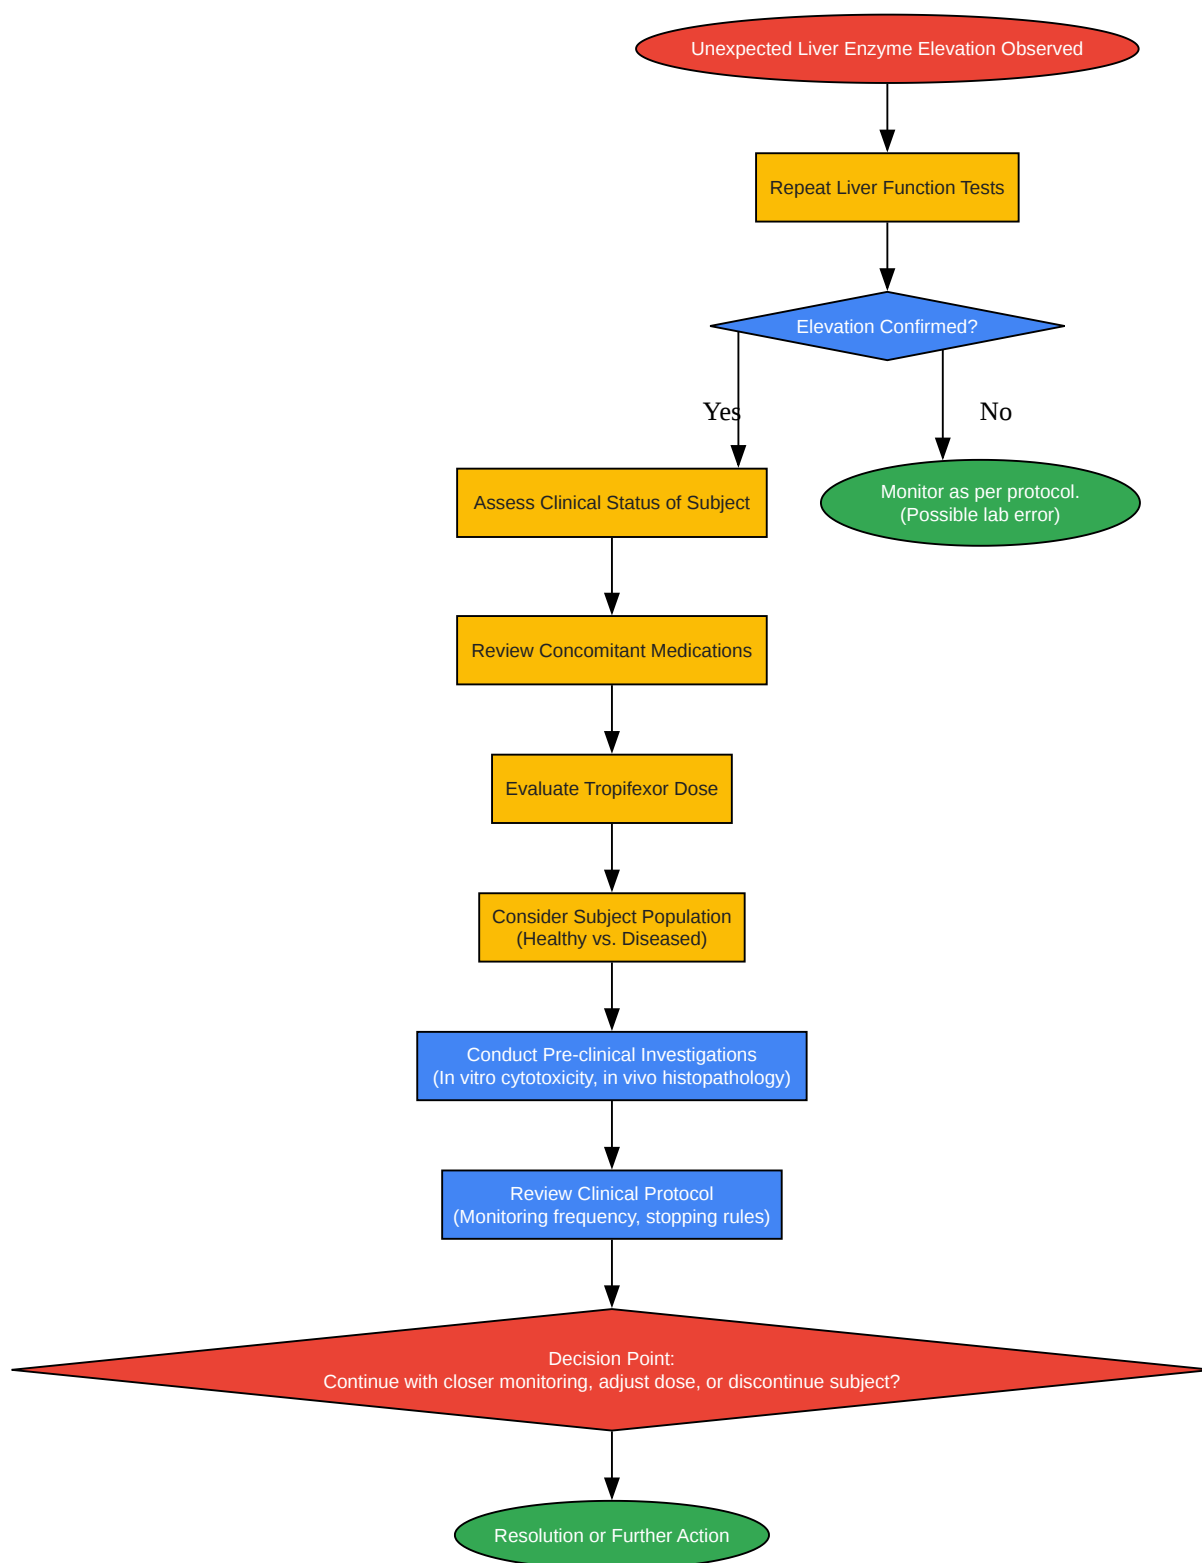 Unexpected Liver Enzyme Elevation Observed
Repeat Liver Function Tests
Elevation Confirmed?
Yes
No
Assess Clinical Status of Subject
Monitor as per protocol.
(Possible lab error)
Review Concomitant Medications
Evaluate Tropifexor Dose
Consider Subject Population
(Healthy vs. Diseased)
Conduct Pre-clinical Investigations
(In vitro cytotoxicity, in vivo histopathology)
Review Clinical Protocol
(Monitoring frequency, stopping rules)
Decision Point:
Continue with closer monitoring, adjust dose, or discontinue subject?
Resolution or Further Action